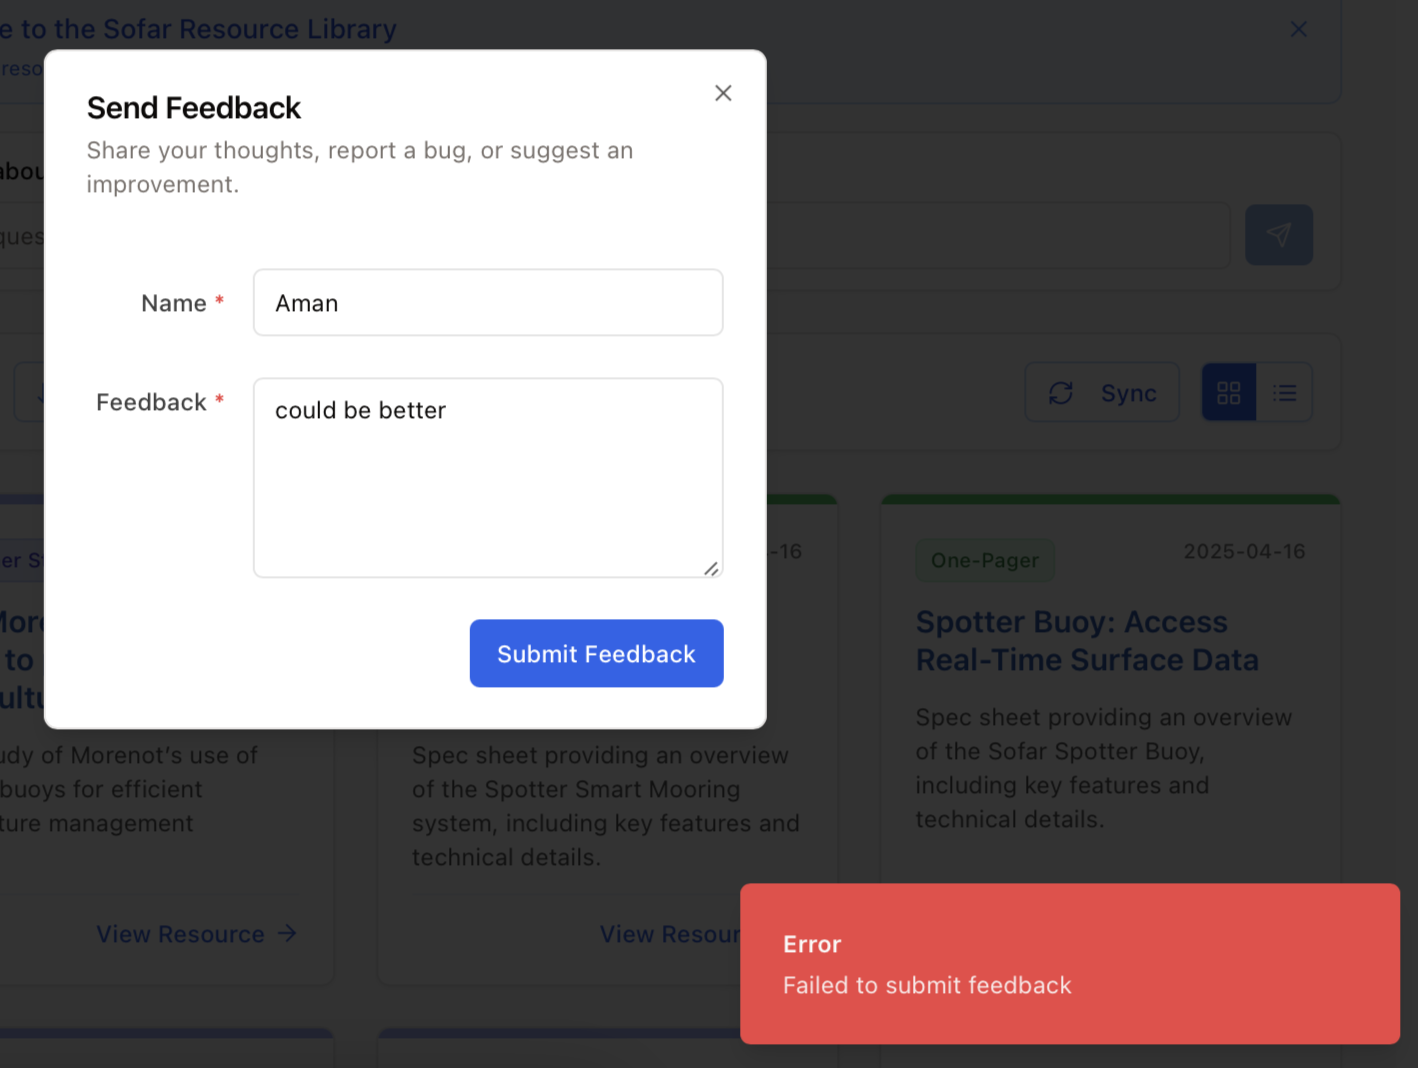 e to the Sofar Resource Library
reso
Send Feedback
Share your thoughts, report a bug, or suggest an
improvement.
abou
ques
Name *
Aman
Feedback *
could be better
Submit Feedback
Sync
er S
-16
One-Pager
2025-04-16
Mor
to
ultu
Spotter Buoy: Access
Real-Time Surface Data
udy of Morenot’s use of
buoys for efficient
ture management
Spec sheet providing an overview
of the Spotter Smart Mooring
system, including key features and
technical details.
Spec sheet providing an overview
of the Sofar Spotter Buoy,
including key features and
technical details.
View Resource →
View Resour
Error
Failed to submit feedback